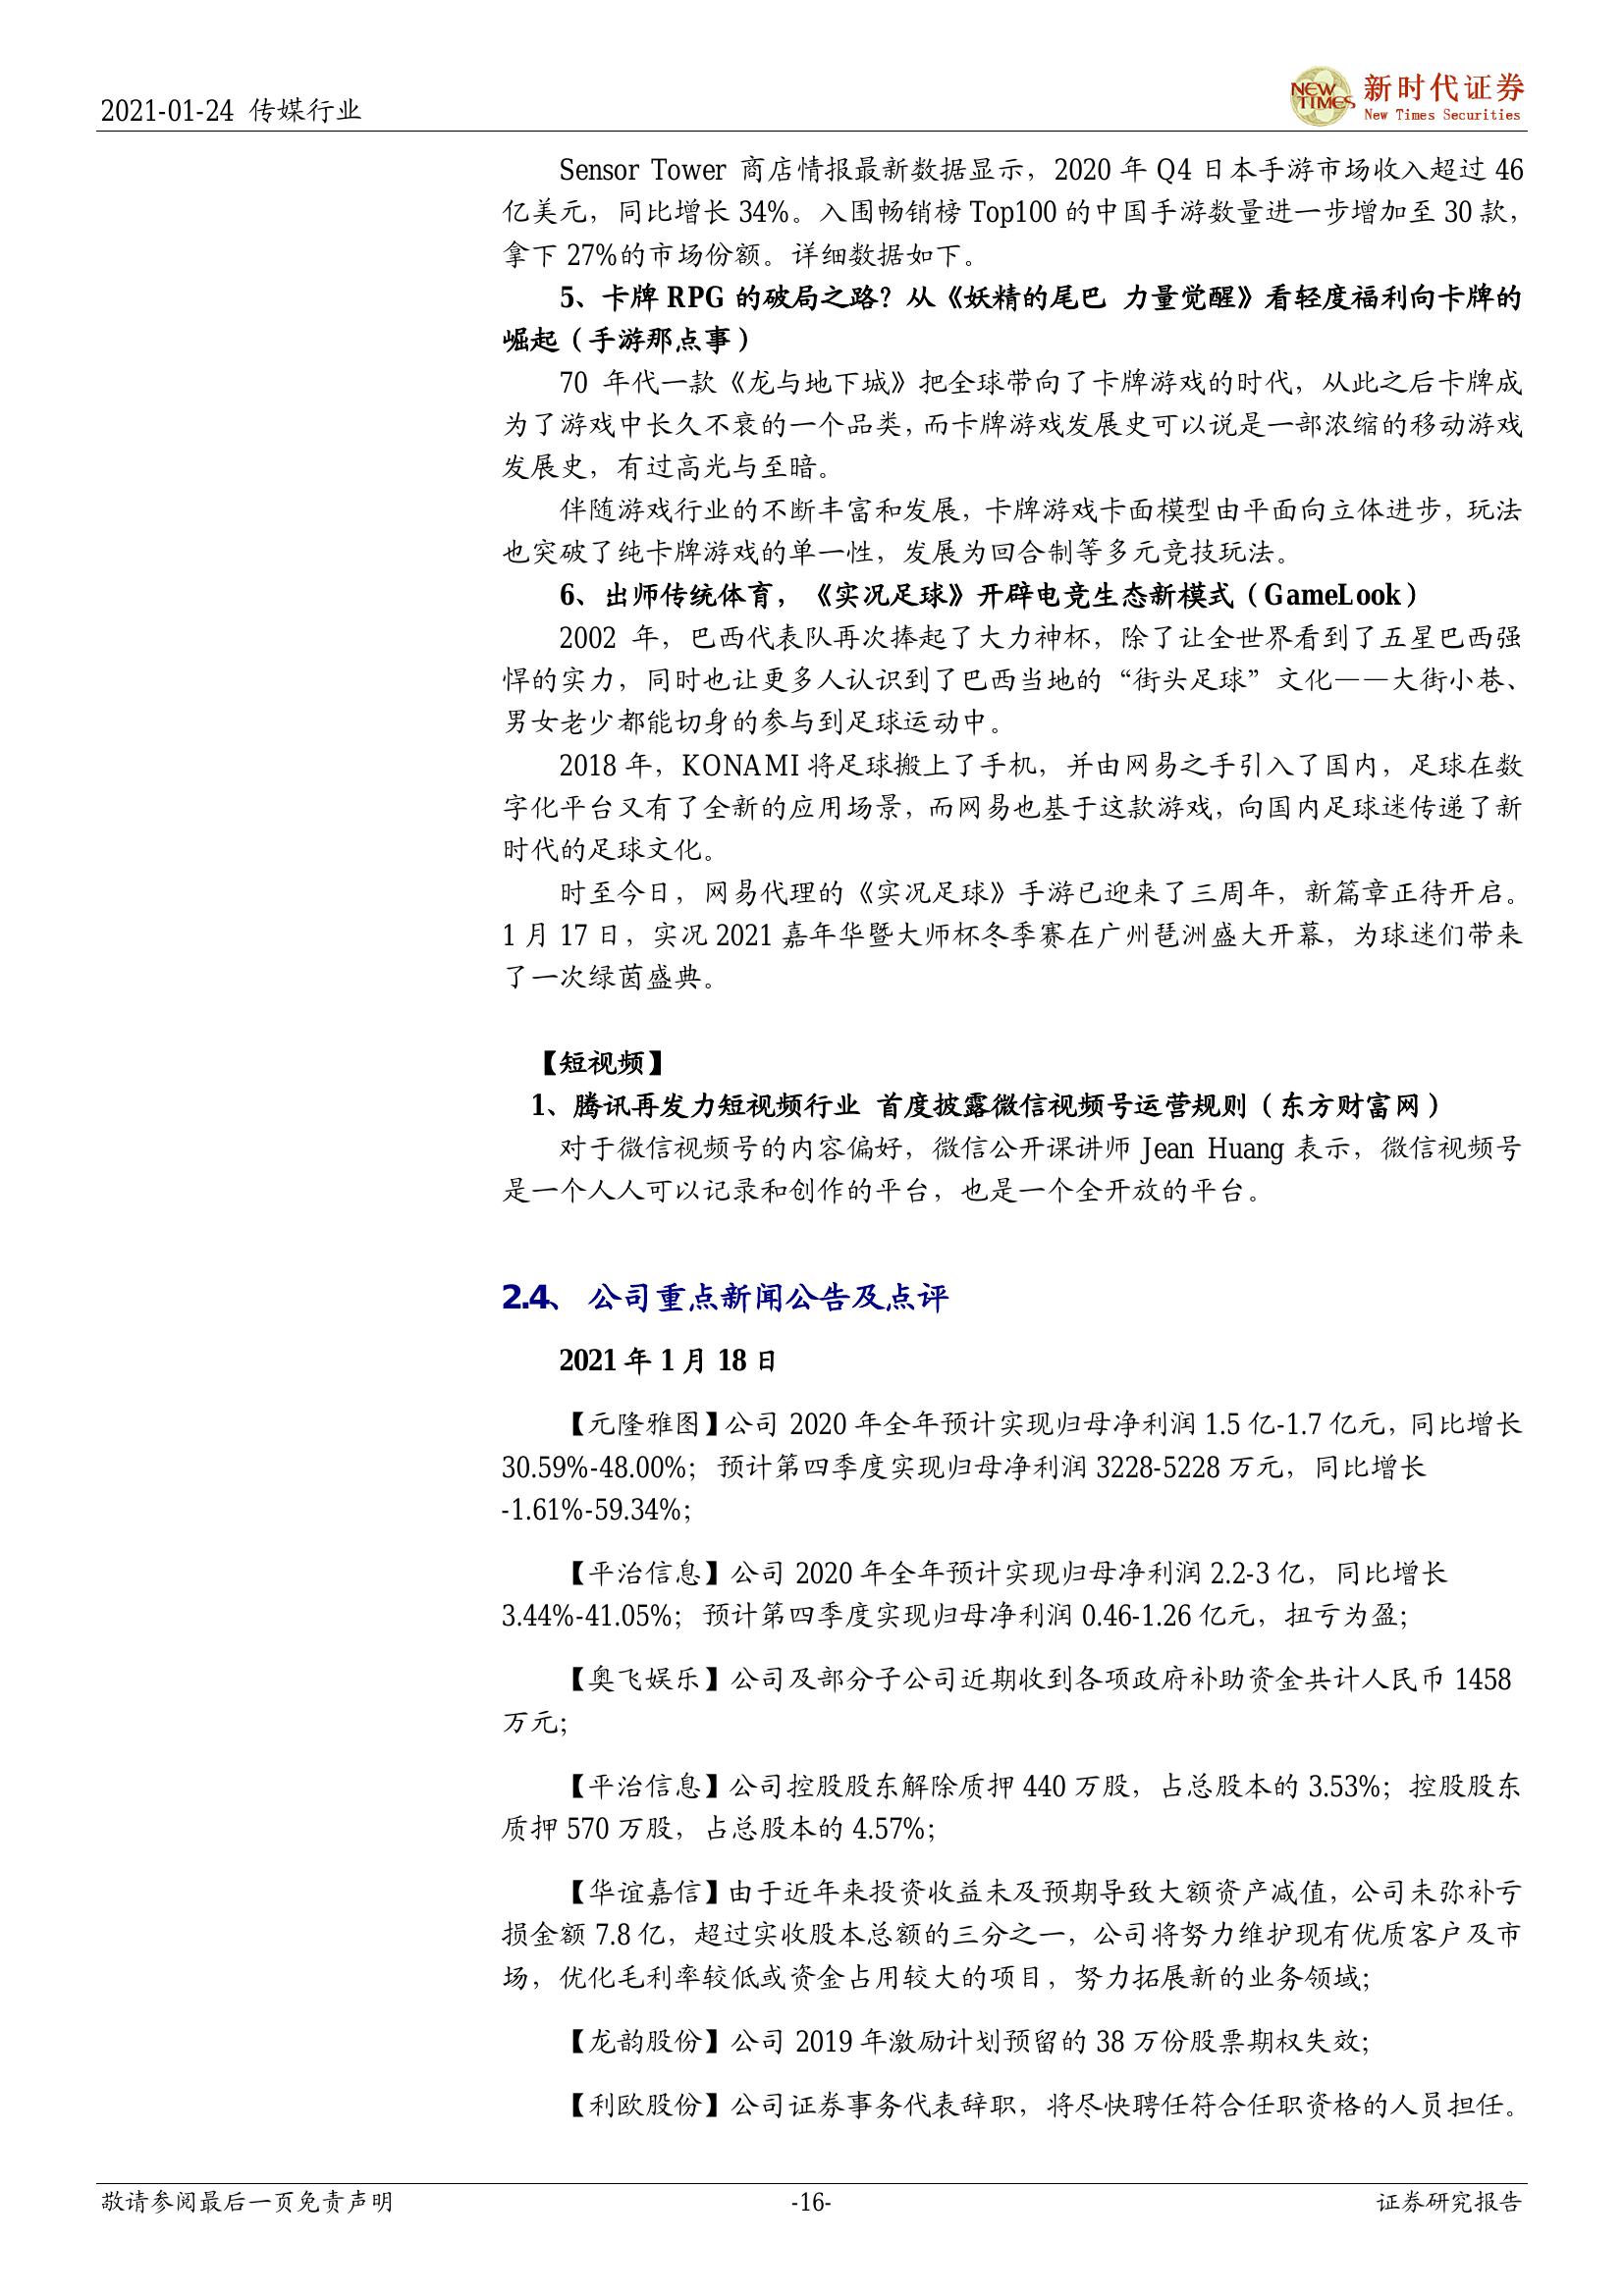 2021-01-24 传媒行业
NEW TIMES 新时代证券
New Times Securities
Sensor Tower 商店情报最新数据显示，2020 年 Q4 日本手游市场收入超过 46
亿美元，同比增长 34%。入围畅销榜 Top100 的中国手游数量进一步增加至 30 款，
拿下 27%的市场份额。详细数据如下。
5、卡牌 RPG 的破局之路？从《妖精的尾巴 力量觉醒》看轻度福利向卡牌的
崛起（手游那点事）
70 年代一款《龙与地下城》把全球带向了卡牌游戏的时代，从此之后卡牌成
为了游戏中长久不衰的一个品类，而卡牌游戏发展史可以说是一部浓缩的移动游戏
发展史，有过高光与至暗。
伴随游戏行业的不断丰富和发展，卡牌游戏卡面模型由平面向立体进步，玩法
也突破了纯卡牌游戏的单一性，发展为回合制等多元竞技玩法。
6、出师传统体育，《实况足球》开辟电竞生态新模式（GameLook）
2002 年，巴西代表队再次捧起了大力神杯，除了让全世界看到了五星巴西强
悍的实力，同时也让更多人认识到了巴西当地的“街头足球”文化——大街小巷、
男女老少都能切身的参与到足球运动中。
2018 年，KONAMI 将足球搬上了手机，并由网易之手引入了国内，足球在数
字化平台又有了全新的应用场景，而网易也基于这款游戏，向国内足球迷传递了新
时代的足球文化。
时至今日，网易代理的《实况足球》手游已迎来了三周年，新篇章正待开启。
1 月 17 日，实况 2021 嘉年华暨大师杯冬季赛在广州琶洲盛大开幕，为球迷们带来
了一次绿茵盛典。
【短视频】
1、腾讯再发力短视频行业 首度披露微信视频号运营规则（东方财富网）
对于微信视频号的内容偏好，微信公开课讲师 Jean Huang 表示，微信视频号
是一个人人可以记录和创作的平台，也是一个全开放的平台。
2.4、 公司重点新闻公告及点评
2021 年 1 月 18 日
【元隆雅图】公司 2020 年全年预计实现归母净利润 1.5 亿-1.7 亿元，同比增长
30.59%-48.00%；预计第四季度实现归母净利润 3228-5228 万元，同比增长
-1.61%-59.34%；
【平治信息】公司 2020 年全年预计实现归母净利润 2.2-3 亿，同比增长
3.44%-41.05%；预计第四季度实现归母净利润 0.46-1.26 亿元，扭亏为盈；
【奥飞娱乐】公司及部分子公司近期收到各项政府补助资金共计人民币 1458
万元；
【平治信息】公司控股股东解除质押 440 万股，占总股本的 3.53%；控股股东
质押 570 万股，占总股本的 4.57%；
【华谊嘉信】由于近年来投资收益未及预期导致大额资产减值，公司未弥补亏
损金额 7.8 亿，超过实收股本总额的三分之一，公司将努力维护现有优质客户及市
场，优化毛利率较低或资金占用较大的项目，努力拓展新的业务领域；
【龙韵股份】公司 2019 年激励计划预留的 38 万份股票期权失效；
【利欧股份】公司证券事务代表辞职，将尽快聘任符合任职资格的人员担任。
敬请参阅最后一页免责声明 -16- 证券研究报告